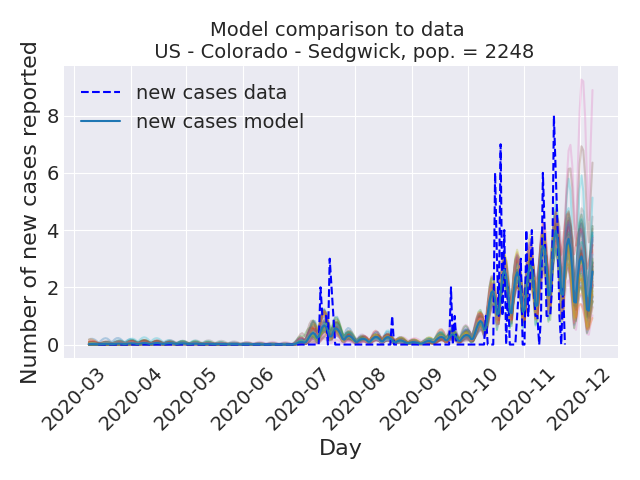 Model comparison to data
US - Colorado - Sedgwick, pop. = 2248
Number of new cases reported
8
6
4
2
0
new cases data
new cases model
2020-03
2020-04
2020-05
2020-06
2020-07
2020-08
2020-09
2020-10
2020-11
2020-12
Day